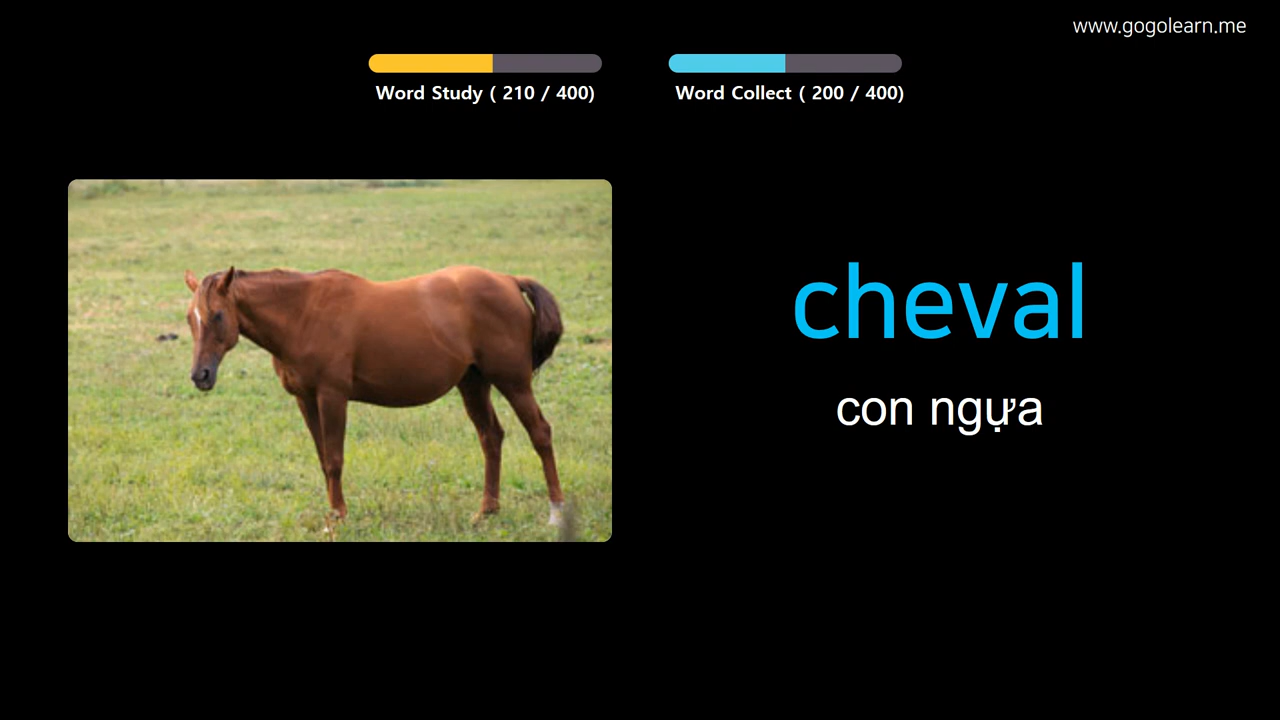 www.gogolearn.me
Word Study ( 210 / 400)
Word Collect ( 200 / 400)
cheval
con ngựa